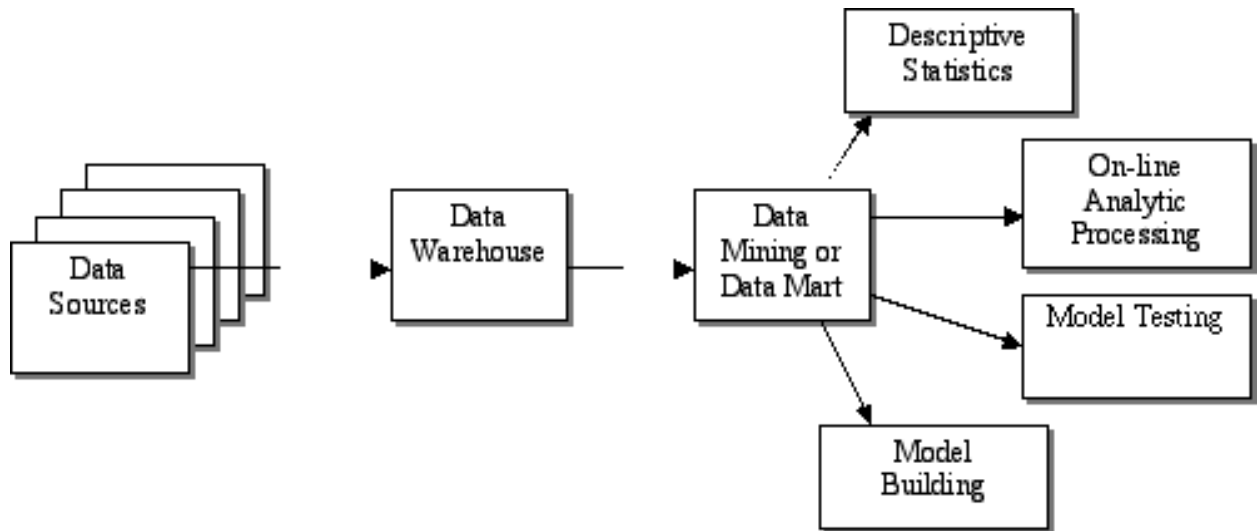 Descriptive
Statistics
On-line
Analytic
Processing
Data
Sources
Data
Warehouse
Data
Mining or
Data Mart
Model Testing
Model
Building